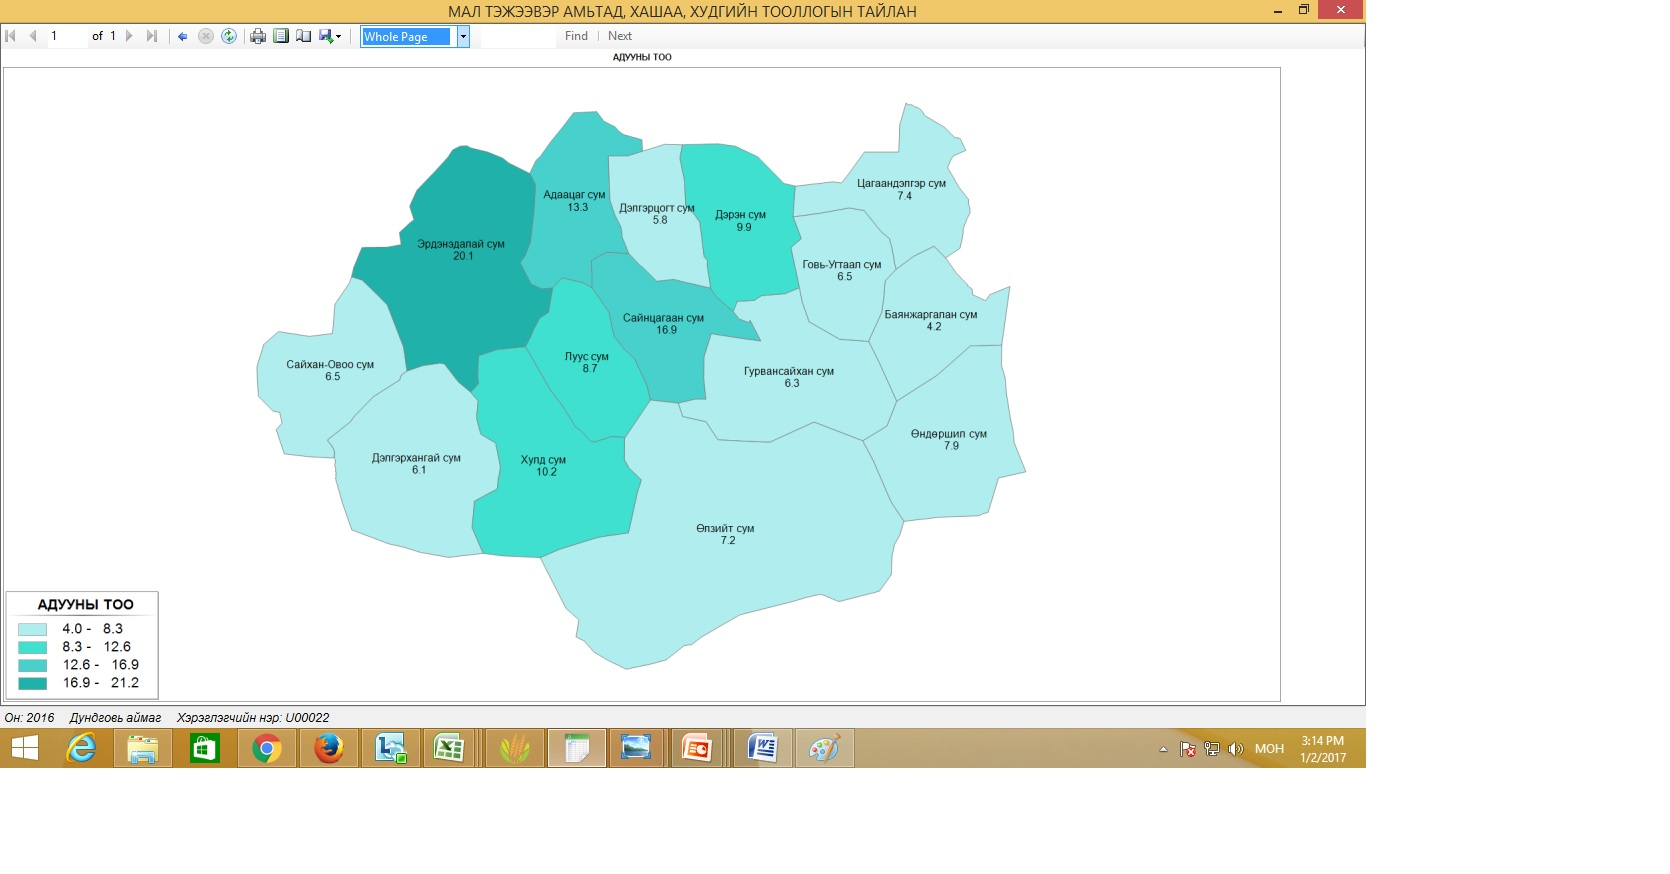 МАЛ ТЭЖЭЭВЭР АМЬТАД, ХАШАА, ХУДГИЙН ТООЛЛОГЫН ТАЙЛАН
1 of 1 Whole Page Find Next
АДУУНЫ ТОО
Цагаандэлгэр сум
7.4
Адаацаг сум
13.3
Дэлгэрцогт сум
5.8
Дэрэн сум
9.9
Эрдэнэдалай сум
20.1
Говь-Угтаал сум
6.5
Сайнцагаан сум
16.9
Баянжаргалан сум
4.2
Луус сум
8.7
Сайхан-Овоо сум
6.5
Гурвансайхан сум
6.3
Өндөршил сум
7.9
Дэлгэрхангай сум
6.1
Хулд сум
10.2
Өлзийт сум
7.2
АДУУНЫ ТОО
4.0 - 8.3
8.3 - 12.6
12.6 - 16.9
16.9 - 21.2
Он: 2016 Дундговь аймаг Хэрэглэгчийн нэр: U00022
МОН
3:14 PM
1/2/2017